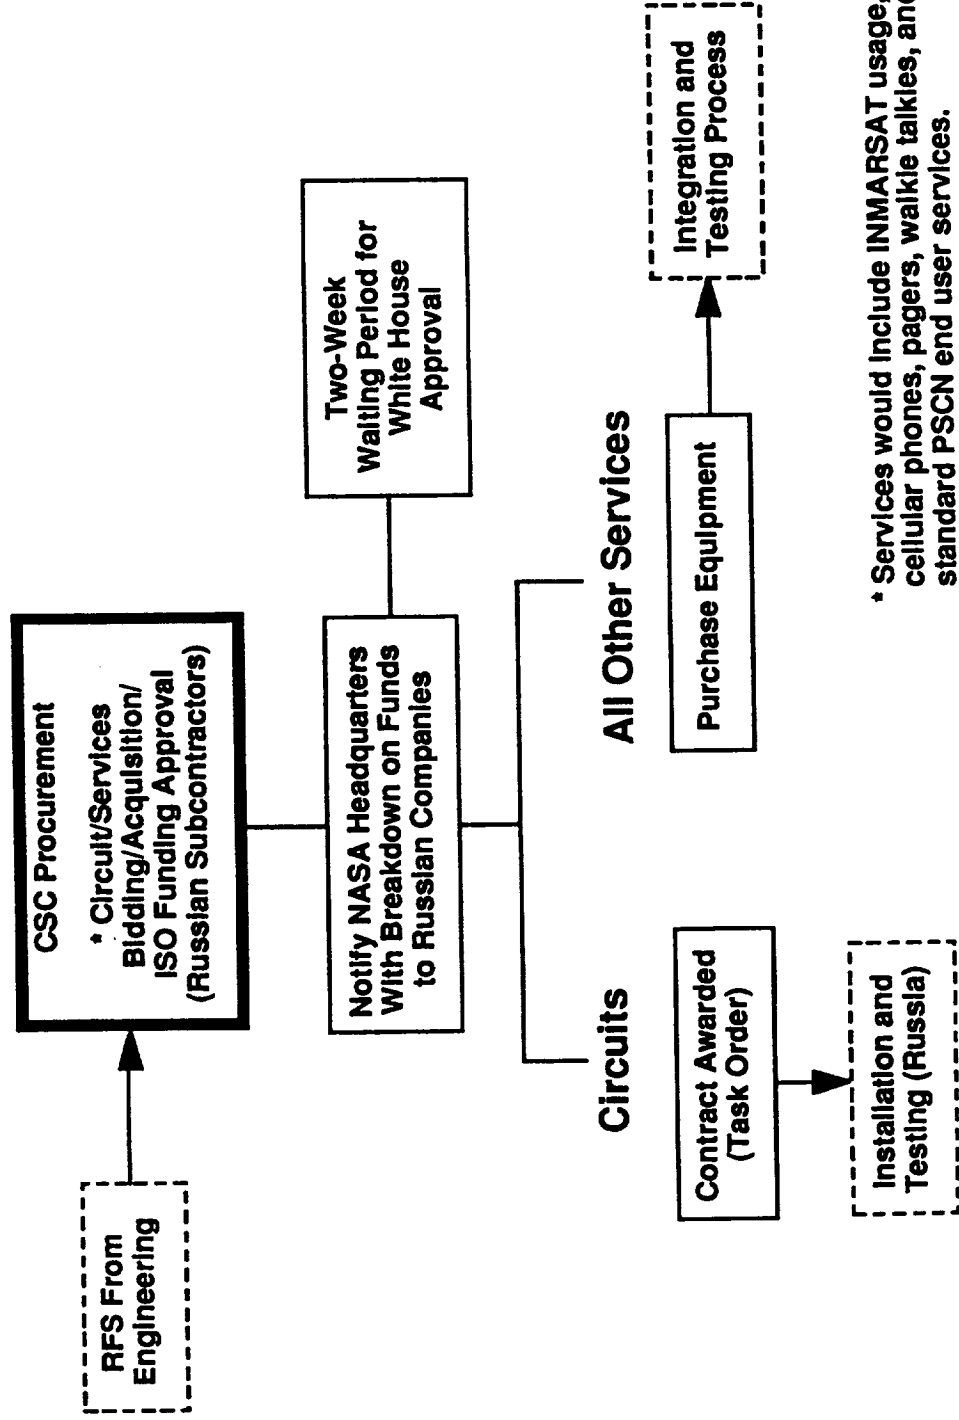 RFS From
Engineering
CSC Procurement
* Circuit/Services
Bidding/Acquisition/
ISO Funding Approval
(Russian Subcontractors)
Notify NASA Headquarters
With Breakdown on Funds
to Russian Companies
Two-Week
Waiting Period for
White House
Approval
Circuits
Contract Awarded
(Task Order)
Installation and
Testing (Russia)
All Other Services
Purchase Equipment
Integration and
Testing Process
* Services would include INMARSAT usage,
cellular phones, pagers, walkie talkies, and
standard PSCN end user services.